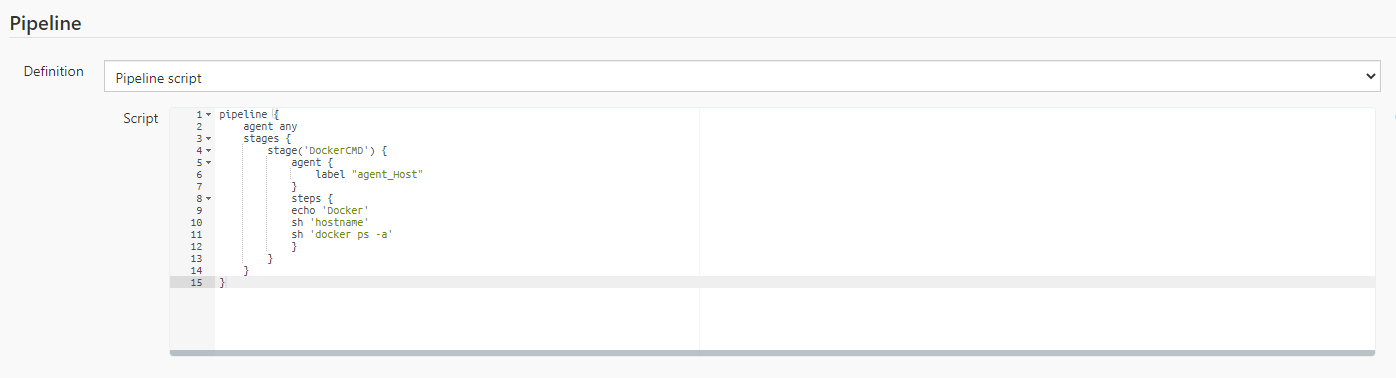 Pipeline
Definition
Pipeline script
Script
1 pipeline {
2     agent any
3     stages {
4         stage('DockerCMD') {
5             agent {
6                 label "agent_Host"
7             }
8             steps {
9             echo 'Docker'
10             sh 'hostname'
11             sh 'docker ps -a'
12             }
13         }
14     }
15 }